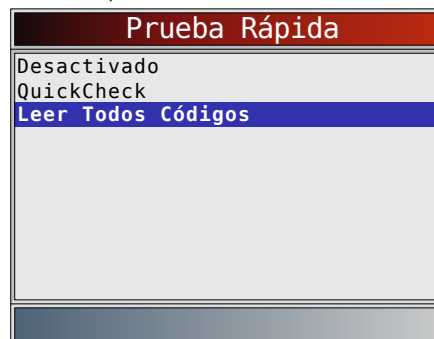 Prueba Rápida
Desactivado
QuickCheck
Leer Todos Códigos